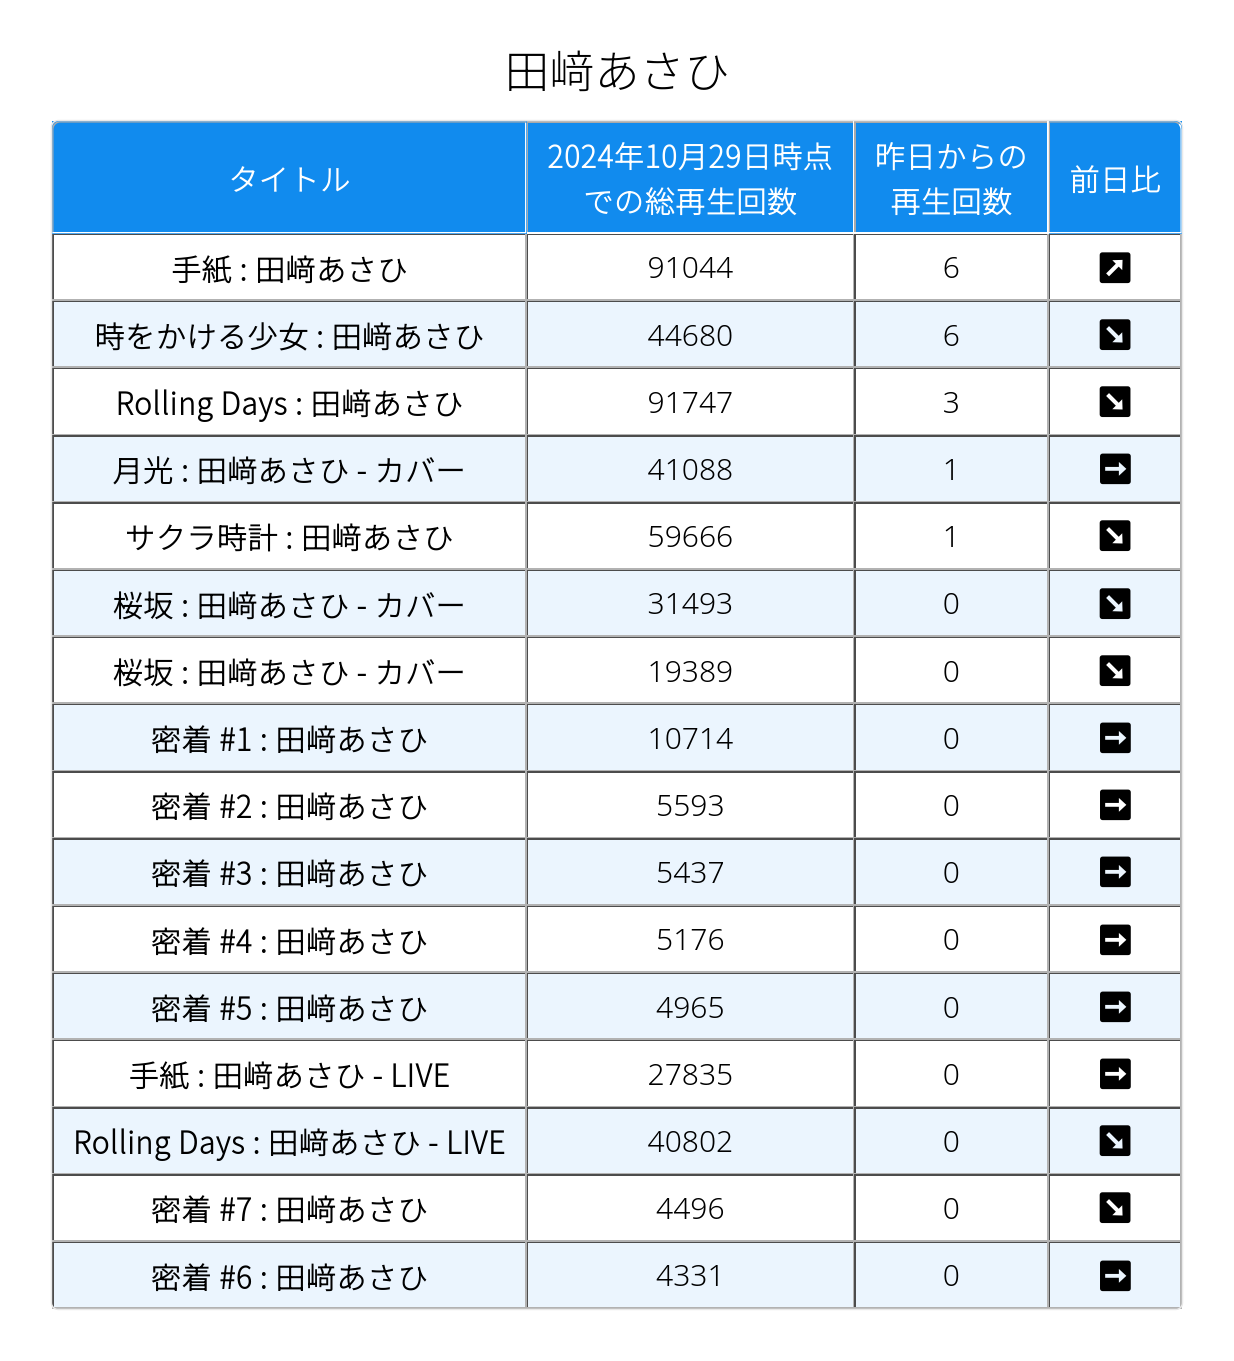 田﨑あさひ
タイトル 2024年10月29日時点での総再生回数 昨日からの再生回数 前日比
手紙 : 田﨑あさひ 91044 6 ↗
時をかける少女 : 田﨑あさひ 44680 6 ↘
Rolling Days : 田﨑あさひ 91747 3 ↘
月光 : 田﨑あさひ - カバー 41088 1 →
サクラ時計 : 田﨑あさひ 59666 1 ↘
桜坂 : 田﨑あさひ - カバー 31493 0 ↘
桜坂 : 田﨑あさひ - カバー 19389 0 ↘
密着 #1 : 田﨑あさひ 10714 0 →
密着 #2 : 田﨑あさひ 5593 0 →
密着 #3 : 田﨑あさひ 5437 0 →
密着 #4 : 田﨑あさひ 5176 0 →
密着 #5 : 田﨑あさひ 4965 0 →
手紙 : 田﨑あさひ - LIVE 27835 0 →
Rolling Days : 田﨑あさひ - LIVE 40802 0 ↘
密着 #7 : 田﨑あさひ 4496 0 ↘
密着 #6 : 田﨑あさひ 4331 0 →